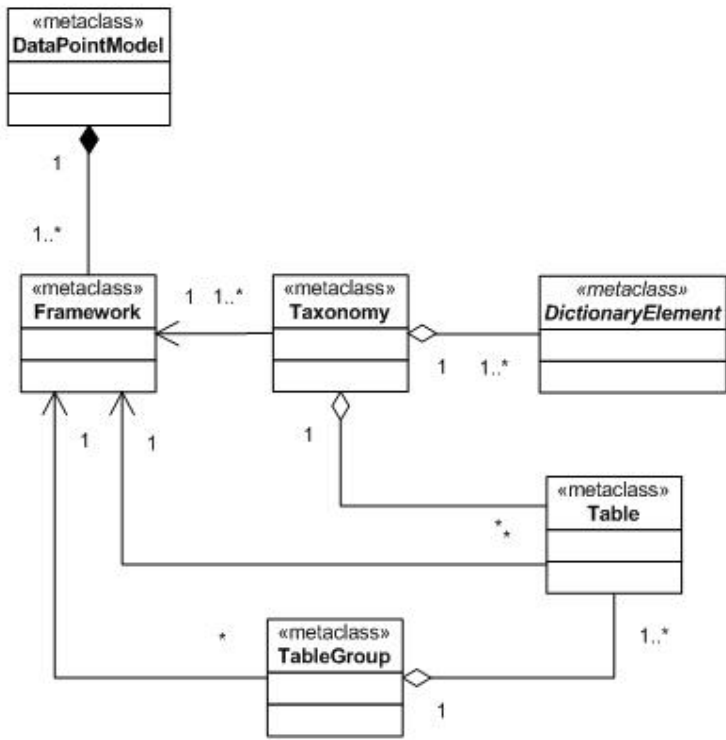 «metaclass»
DataPointModel
1
1..*
«metaclass»
Framework
1 1..*
«metaclass»
Taxonomy
«metaclass»
DictionaryElement
1
1..*
1
1
1
«metaclass»
Table
*
*
*
«metaclass»
TableGroup
1..*
1